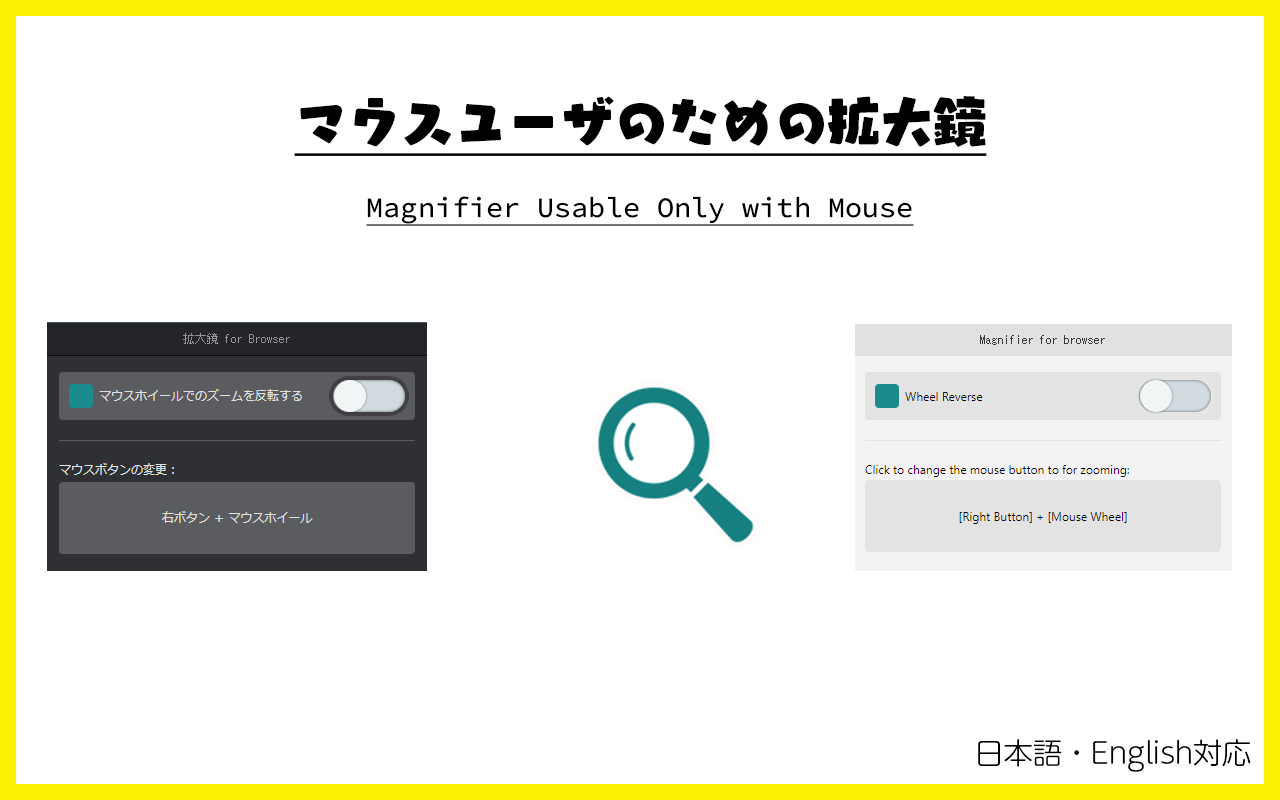 マウスユーザのための拡大鏡
Magnifier Usable Only with Mouse
拡大鏡 for Browser
マウスホイールでのズームを反転する
マウスボタンの変更：
右ボタン + マウスホイール
Magnifier for browser
Wheel Reverse
Click to change the mouse button to for zooming:
[Right Button] + [Mouse Wheel]
日本語・English対応